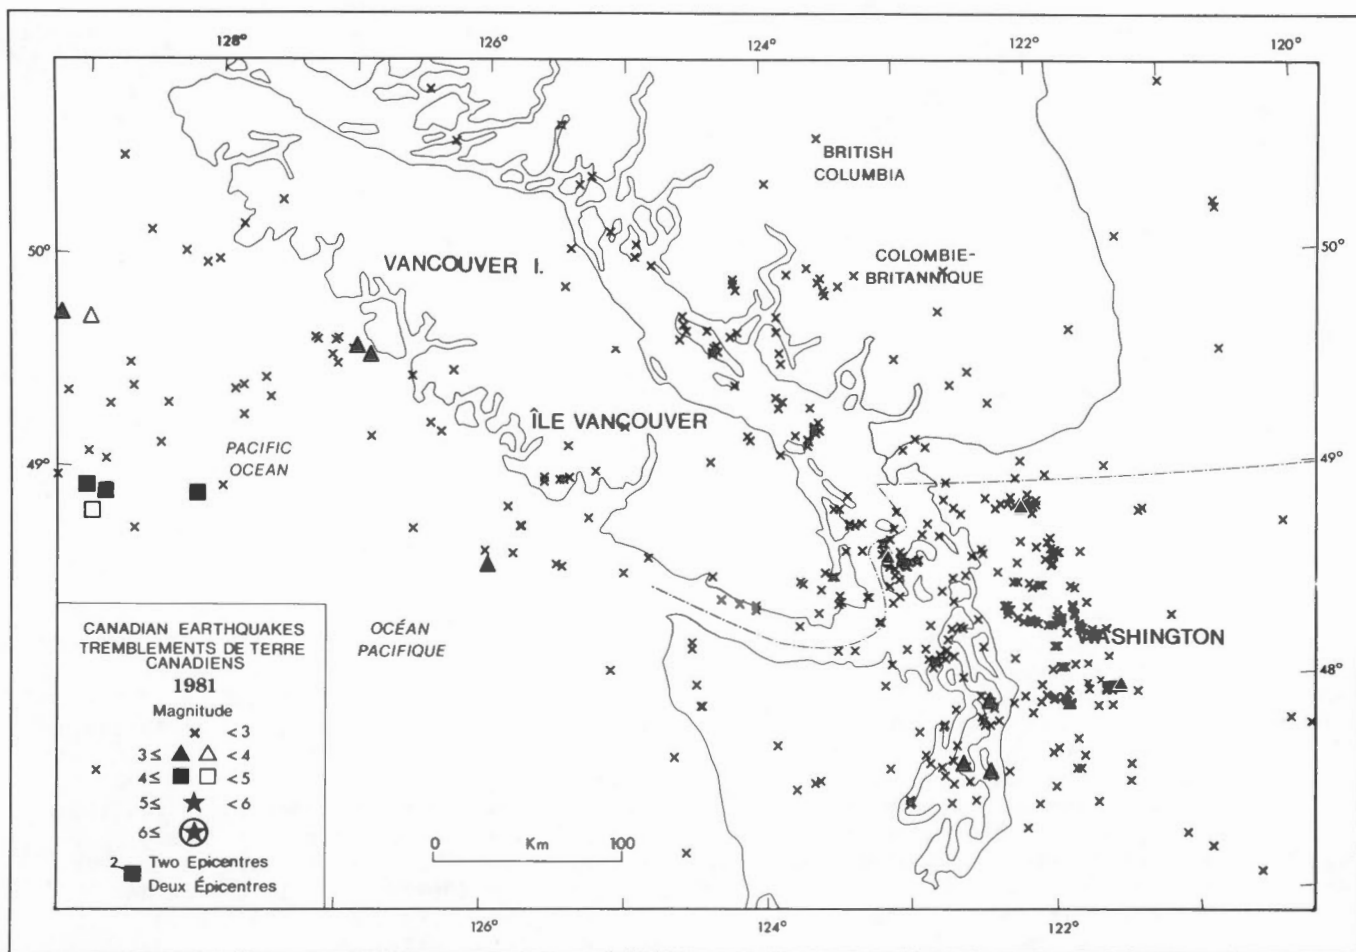 128° 126° 124° 122° 120°
BRITISH
COLUMBIA
50° 50°
VANCOUVER I.
COLOMBIE-
BRITANNIQUE
ÎLE VANCOUVER
PACIFIC
OCEAN
49° 49°
CANADIAN EARTHQUAKES
TREMBLEMENTS DE TERRE
CANADIENS
1981
Magnitude
x <3
3≤ <4
4≤ <5
5≤ <6
6≤
2 Two Epicentres
Deux Épicentres
OCÉAN
PACIFIQUE
WASHINGTON
48°
0 Km 100
126° 124° 122° 122°